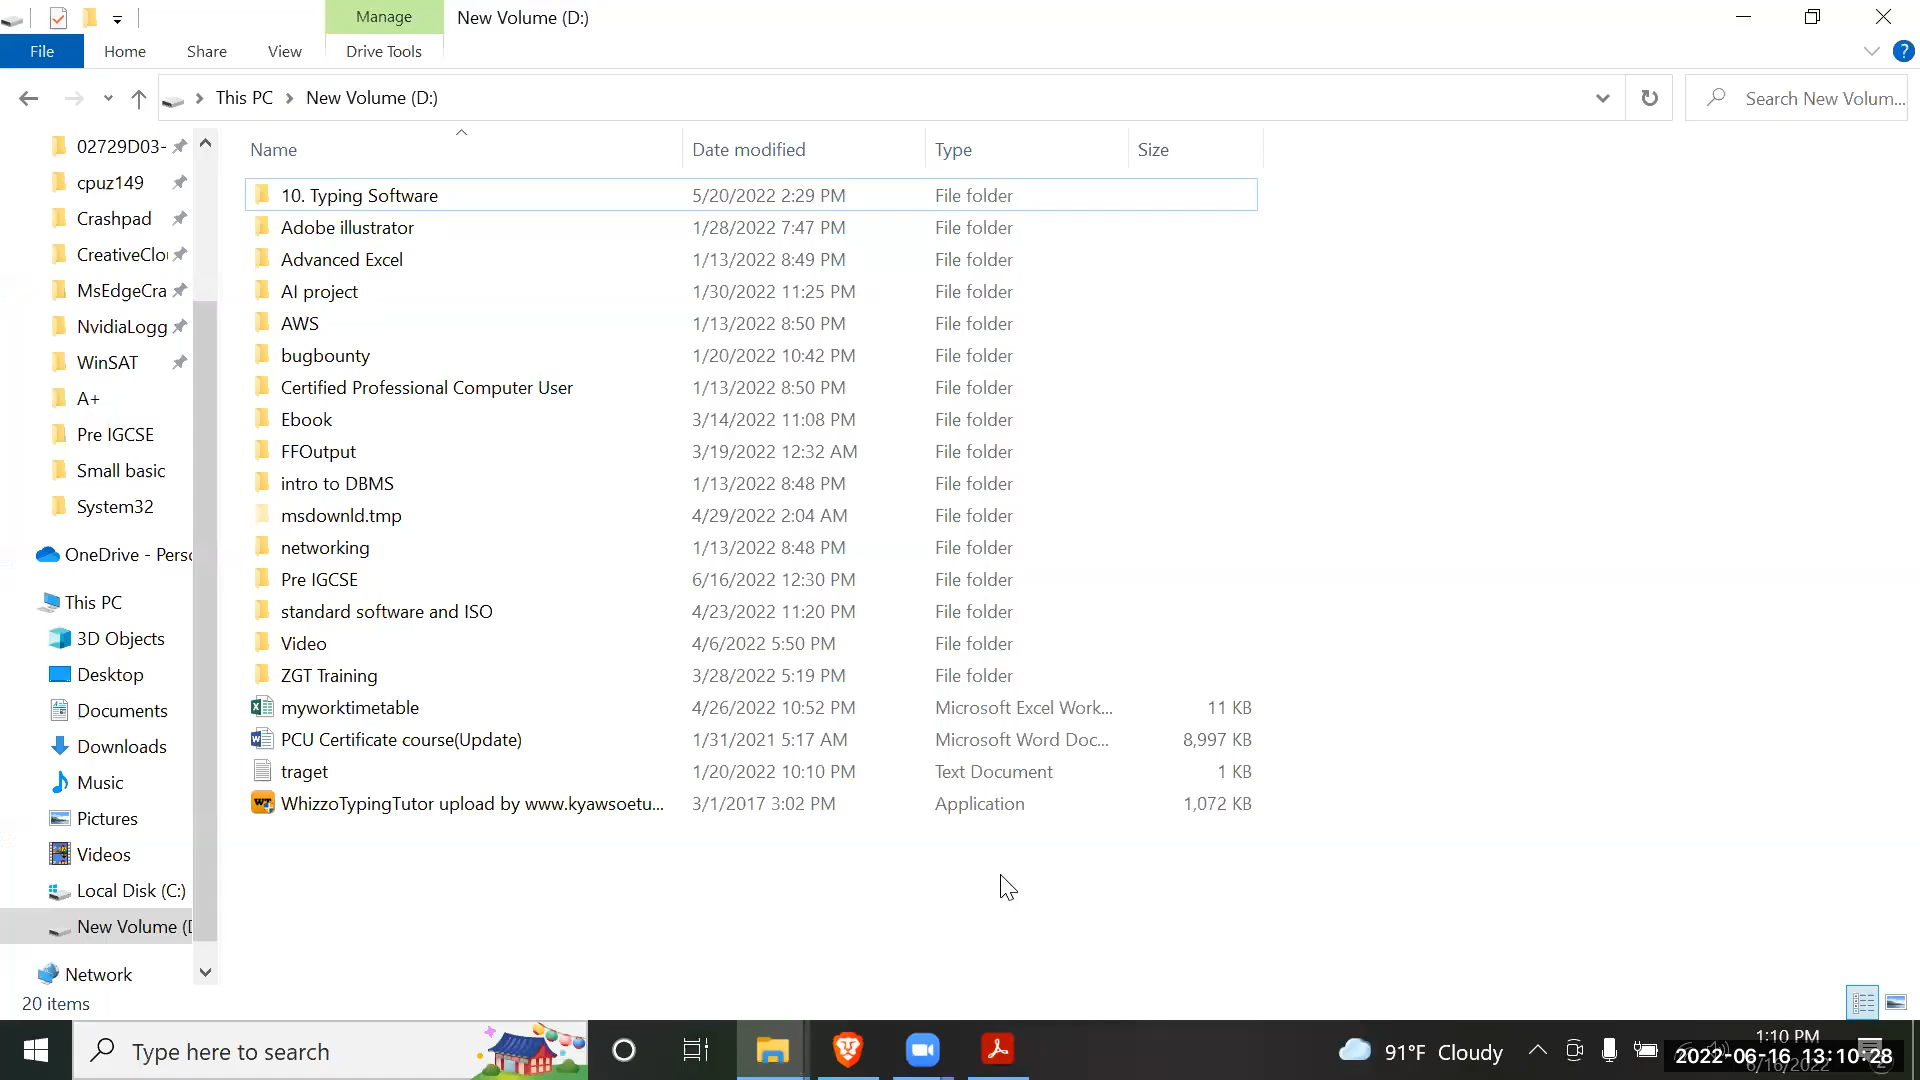 Manage
New Volume (D:)
File
Home
Share
View
Drive Tools
This PC
New Volume (D:)
Search New Volum...
02729D03-
cpuz149
Crashpad
CreativeClou
MsEdgeCra
NvidiaLogg
WinSAT
A+
Pre IGCSE
Small basic
System32
OneDrive - Perso
This PC
3D Objects
Desktop
Documents
Downloads
Music
Pictures
Videos
Local Disk (C:)
New Volume (D
Network
Name Date modified Type Size
10. Typing Software 5/20/2022 2:29 PM File folder
Adobe illustrator 1/28/2022 7:47 PM File folder
Advanced Excel 1/13/2022 8:49 PM File folder
AI project 1/30/2022 11:25 PM File folder
AWS 1/13/2022 8:50 PM File folder
bugbounty 1/20/2022 10:42 PM File folder
Certified Professional Computer User 1/13/2022 8:50 PM File folder
Ebook 3/14/2022 11:08 PM File folder
FFOutput 3/19/2022 12:32 AM File folder
intro to DBMS 1/13/2022 8:48 PM File folder
msdownld.tmp 4/29/2022 2:04 AM File folder
networking 1/13/2022 8:48 PM File folder
Pre IGCSE 6/16/2022 12:30 PM File folder
standard software and ISO 4/23/2022 11:20 PM File folder
Video 4/6/2022 5:50 PM File folder
ZGT Training 3/28/2022 5:19 PM File folder
myworktimetable 4/26/2022 10:52 PM Microsoft Excel Work... 11 KB
PCU Certificate course(Update) 1/31/2021 5:17 AM Microsoft Word Doc... 8,997 KB
traget 1/20/2022 10:10 PM Text Document 1 KB
WhizzoTypingTutor upload by www.kyawsoetu... 3/1/2017 3:02 PM Application 1,072 KB
20 items
Type here to search
91°F Cloudy
1:10 PM
2022-06-16 13:10:28
6/16/2022